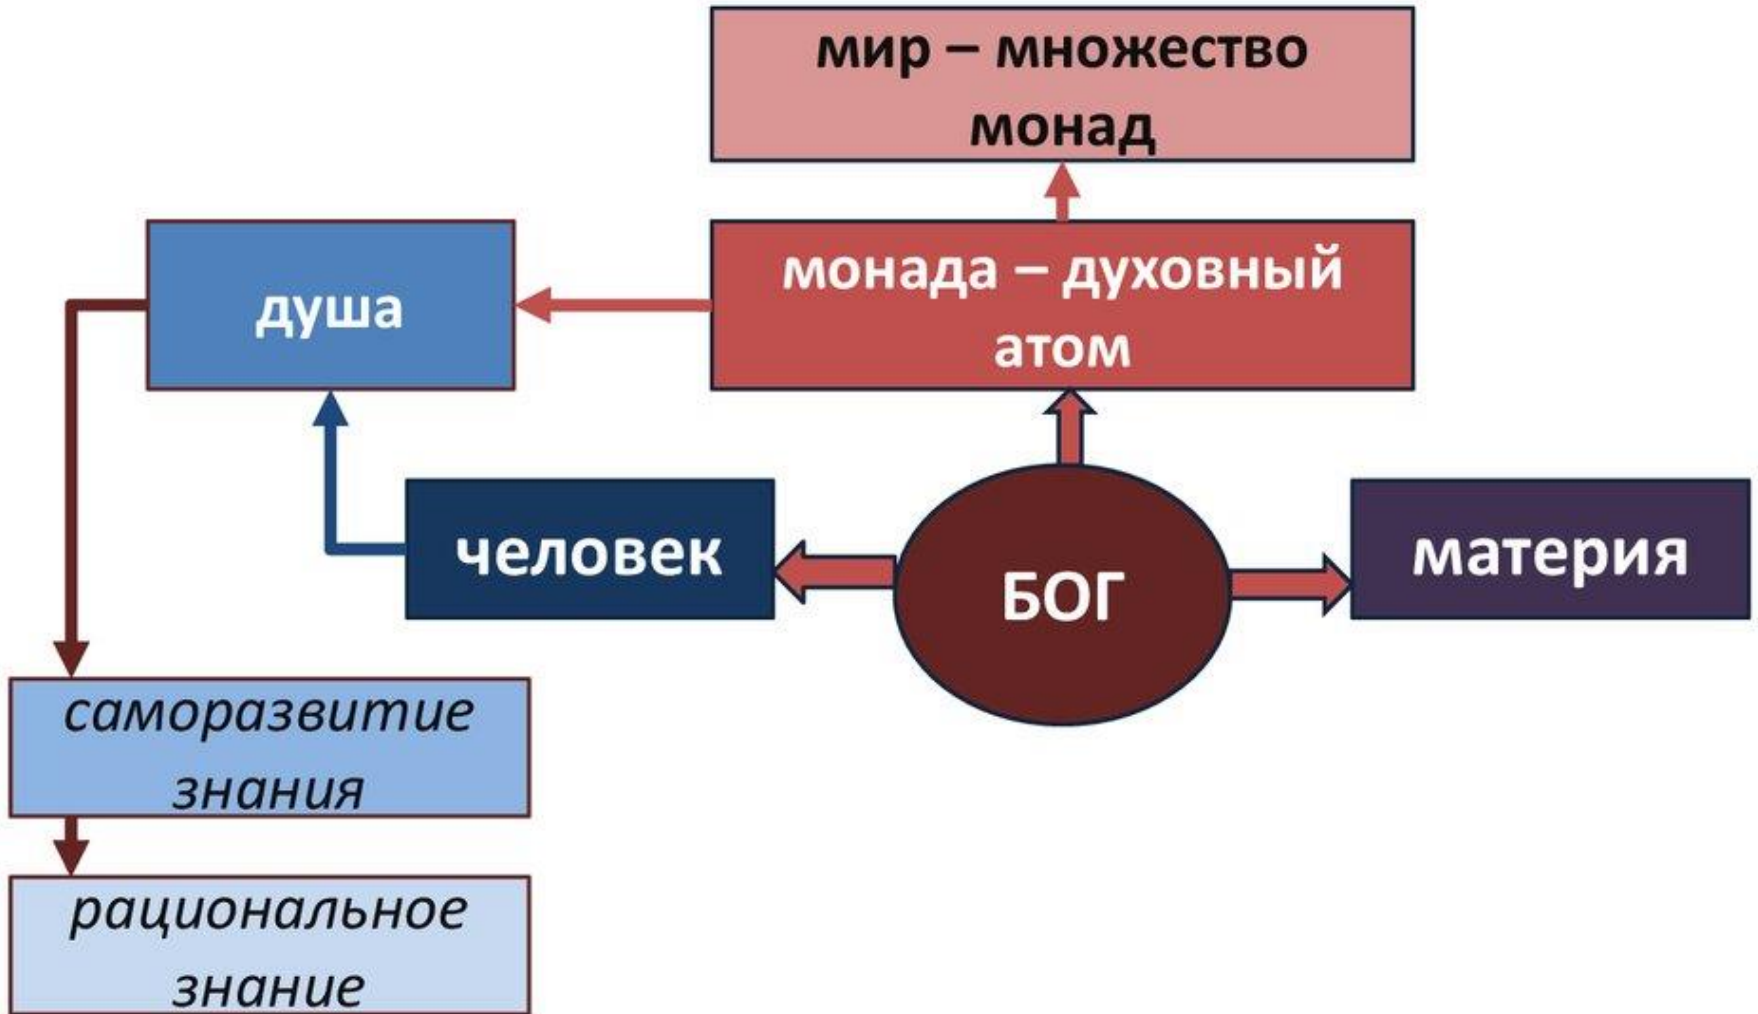 мир – множество
монад
монада – духовный
атом
душа
человек
БОГ
материя
саморазвитие
знания
рациональное
знание